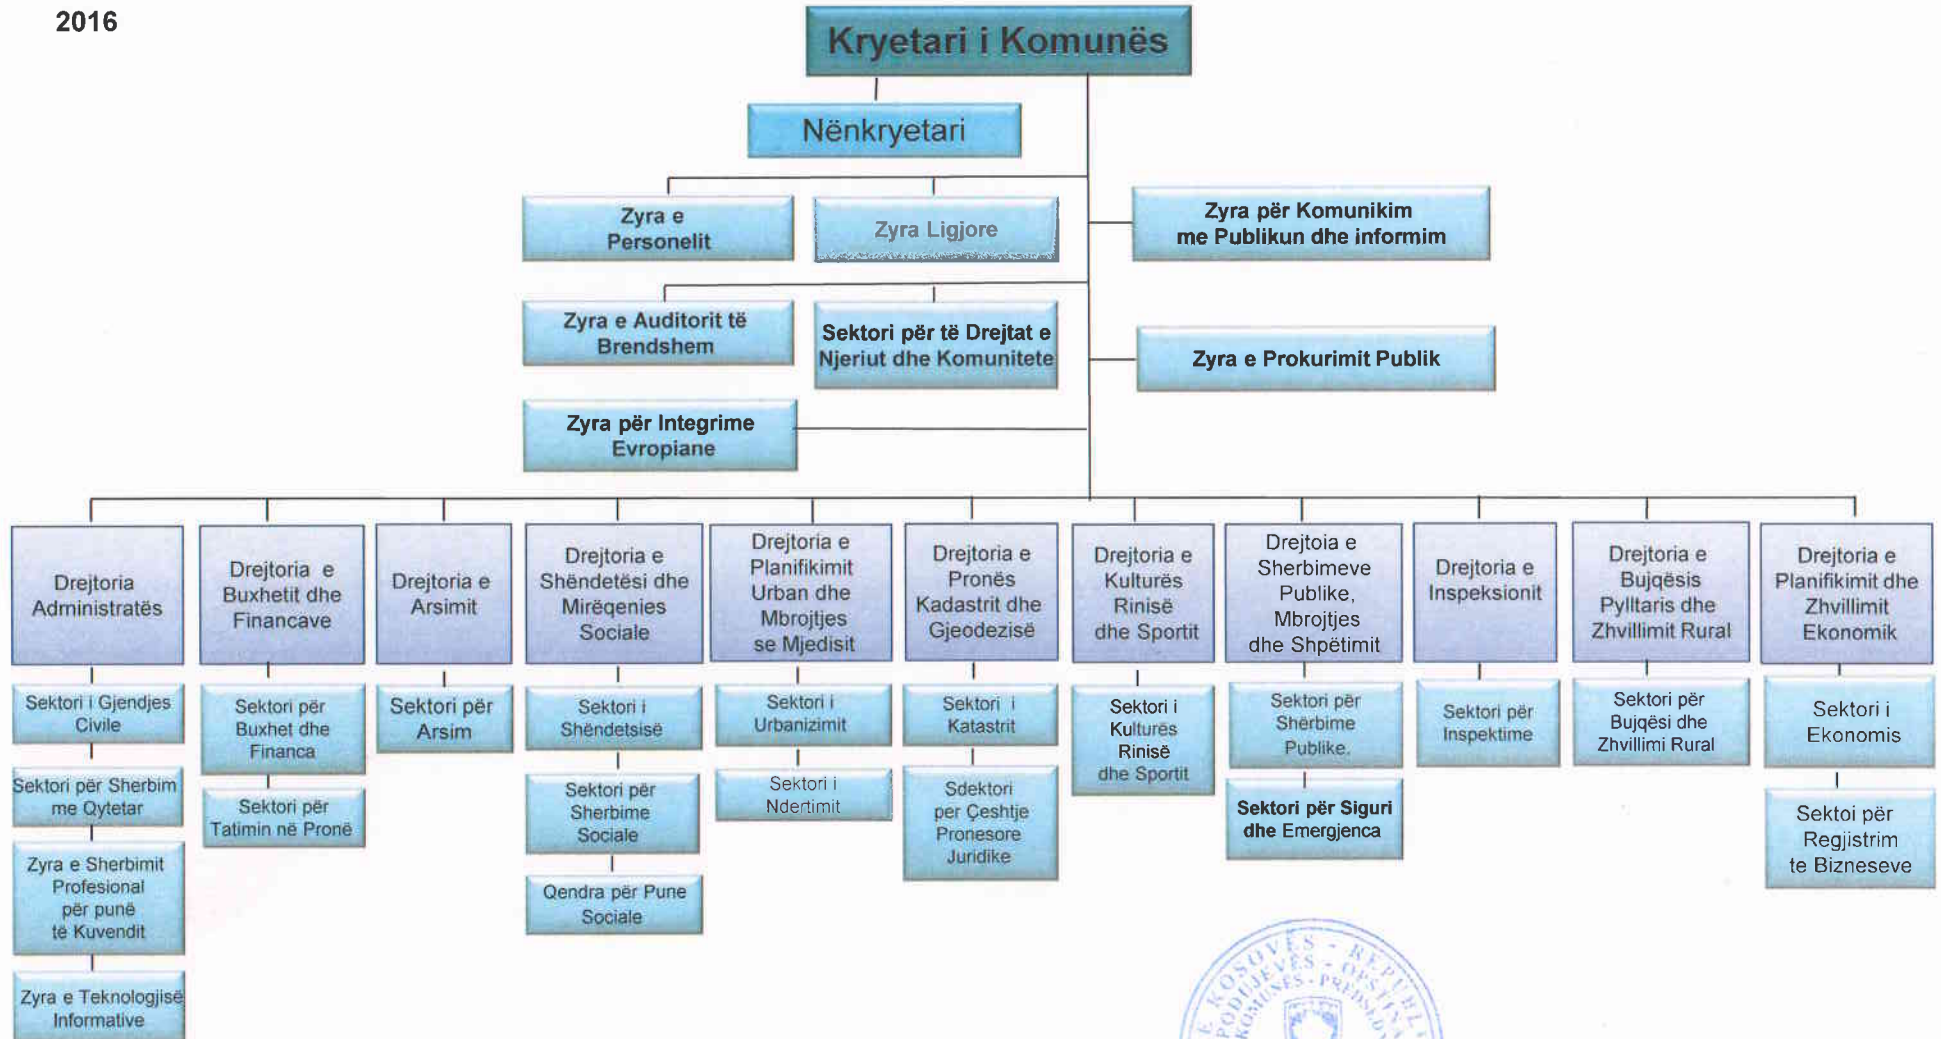 2016
Kryetari i Komunës
Nënkryetari
Zyra e
Personelit
Zyra Ligjore
Zyra për Komunikim
me Publikun dhe informim
Zyra e Auditorit të
Brendshem
Sektori për të Drejtat e
Njeriut dhe Komunitete
Zyra e Prokurimit Publik
Zyra për Integrime
Evropiane
Drejtoria
Administratës
Drejtoria e
Buxhetit dhe
Financave
Drejtoria e
Arsimit
Drejtoria e
Shëndetësi dhe
Mirëqenies
Sociale
Drejtoria e
Planifikimit
Urban dhe
Mbrojtjes
se Mjedisit
Drejtoria e
Pronës
Kadastrit dhe
Gjeodezisë
Drejtoria e
Kulturës
Rinisë
dhe Sportit
Drejtoia e
Sherbimeve
Publike,
Mbrojtjes
dhe Shpëtimit
Drejtoria e
Inspeksionit
Drejtoria e
Bujqësis
Pylltaris dhe
Zhvillimit Rural
Drejtoria e
Planifikimit dhe
Zhvillimit
Ekonomik
Sektori i Gjendjes
Civile
Sektori për Sherbim
me Qytetar
Zyra e Sherbimit
Profesional
për punë
të Kuvendit
Zyra e Teknologjisë
Informative
Sektori për
Buxhet dhe
Financa
Sektori për
Tatimin në Pronë
Sektori për
Arsim
Sektori i
Shëndetsisë
Sektori për
Sherbime
Sociale
Qendra për Pune
Sociale
Sektori i
Urbanizimit
Sektori i
Ndertimit
Sektori i
Katastrit
Sdektori
per Çeshtje
Pronesore
Juridike
Sektori i
Kulturës
Rinisë
dhe Sportit
Sektori për
Shërbime
Publike.
Sektori për Siguri
dhe Emergjenca
Sektori për
Inspektime
Sektori për
Bujqësi dhe
Zhvillimi Rural
Sektori i
Ekonomis
Sektoi për
Regjistrim
te Bizneseve
E KOSOVËS - REPUBL
PODUJEVËS - OPŠTINA
KOMUNËS - PREDSED